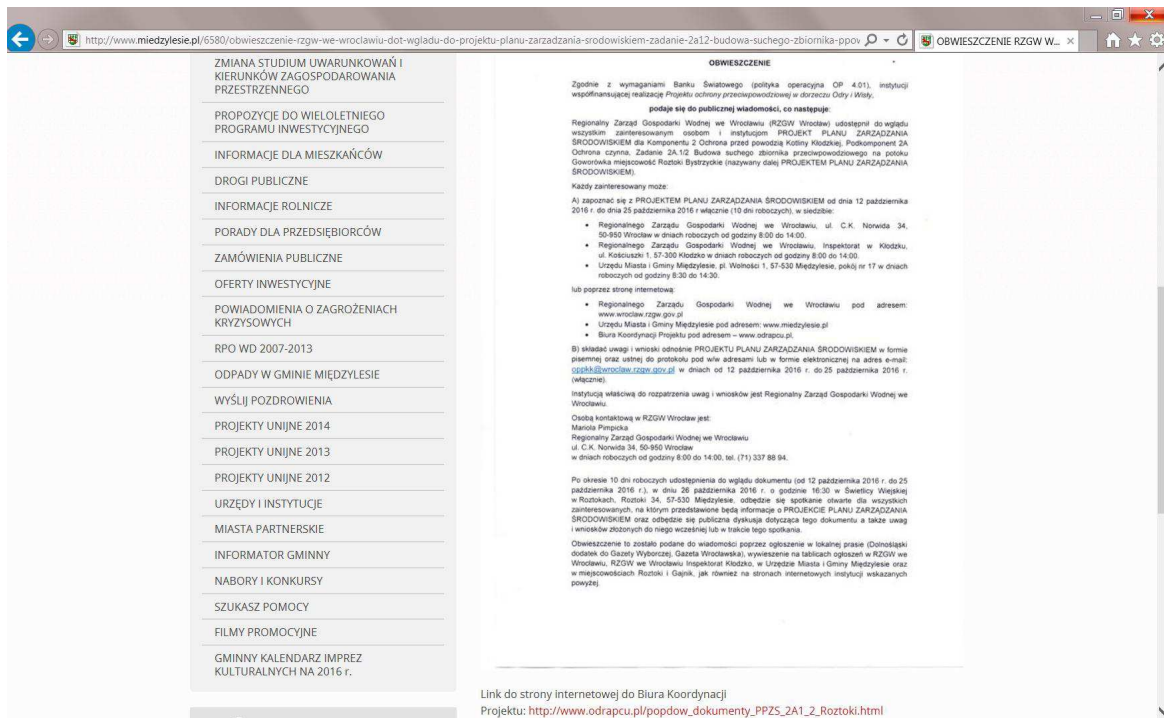 http://www.miedzylesie.pl/6580/obwieszczenie-rzgw-we-wroclawiu-dot-wgladu-do-projektu-planu-zarzadzania-srodowiskiem-zadanie-2a12-budowa-suchego-zbiornika-ppov
OBWIESZCZENIE RZGW W...
ZMIANA STUDIUM UWARUNKOWAŃ I
KIERUNKÓW ZAGOSPODAROWANIA
PRZESTRZENNEGO
PROPOZYCJE DO WIELOLETNIEGO
PROGRAMU INWESTYCYJNEGO
INFORMACJE DLA MIESZKAŃCÓW
DROGI PUBLICZNE
INFORMACJE ROLNICZE
PORADY DLA PRZEDSIĘBIORCÓW
ZAMÓWIENIA PUBLICZNE
OFERTY INWESTYCYJNE
POWIADOMIENIA O ZAGROŻENIACH
KRYZYSOWYCH
RPO WD 2007-2013
ODPADY W GMINIE MIĘDZYLESIE
WYŚLIJ POZDROWIENIA
PROJEKTY UNIJNE 2014
PROJEKTY UNIJNE 2013
PROJEKTY UNIJNE 2012
URZĘDY I INSTYTUCJE
MIASTA PARTNERSKIE
INFORMATOR GMINNY
NABORY I KONKURSY
SZUKASZ POMOCY
FILMY PROMOCYJNE
GMINNY KALENDARZ IMPREZ
KULTURALNYCH NA 2016 r.
OBWIESZCZENIE
Zgodnie z wymaganiami Banku Światowego (polityka operacyjna OP 4.01), instytucji
współfinansującej realizację Projektu ochrony przeciwpowodziowej w dorzeczu Odry i Wisły,
podaje się do publicznej wiadomości, co następuje:
Regionalny Zarząd Gospodarki Wodnej we Wrocławiu (RZGW Wrocław) udostępnił do wglądu
wszystkim zainteresowanym osobom i instytucjom PROJEKT PLANU ZARZĄDZANIA
ŚRODOWISKIEM dla Komponentu 2 Ochrona przed powodzią Kotliny Kłodzkiej, Podkomponent 2A
Ochrona czynna, Zadanie 2A.1/2 Budowa suchego zbiornika przeciwpowodziowego na potoku
Goworówka miejscowość Roztoki Bystrzyckie (nazywany dalej PROJEKTEM PLANU ZARZĄDZANIA
ŚRODOWISKIEM).
Każdy zainteresowany może:
A) zapoznać się z PROJEKTEM PLANU ZARZĄDZANIA ŚRODOWISKIEM od dnia 12 października
2016 r. do dnia 25 października 2016 r włącznie (10 dni roboczych), w siedzibie:
• Regionalnego Zarządu Gospodarki Wodnej we Wrocławiu, ul. C.K. Norwida 34,
50-950 Wrocław w dniach roboczych od godziny 8:00 do 14:00.
• Regionalnego Zarządu Gospodarki Wodnej we Wrocławiu, Inspektorat w Kłodzku,
ul. Kościuszki 1, 57-300 Kłodzko w dniach roboczych od godziny 8:00 do 14:00.
• Urzędu Miasta i Gminy Międzylesie, pl. Wolności 1, 57-530 Międzylesie, pokój nr 17 w dniach
roboczych od godziny 8:30 do 14:30.
lub poprzez stronę internetową:
• Regionalnego Zarządu Gospodarki Wodnej we Wrocławiu pod adresem:
www.wroclaw.rzgw.gov.pl
• Urzędu Miasta i Gminy Międzylesie pod adresem: www.miedzylesie.pl
• Biura Koordynacji Projektu pod adresem – www.odrapcu.pl,
B) składać uwagi i wnioski odnośnie PROJEKTU PLANU ZARZĄDZANIA ŚRODOWISKIEM w formie
pisemnej oraz ustnej do protokołu pod w/w adresami lub w formie elektronicznej na adres e-mail:
oppkk@wroclaw.rzgw.gov.pl w dniach od 12 października 2016 r. do 25 października 2016 r.
(włącznie).
Instytucją właściwą do rozpatrzenia uwag i wniosków jest Regionalny Zarząd Gospodarki Wodnej we
Wrocławiu.
Osobą kontaktową w RZGW Wrocław jest:
Mariola Pimpicka
Regionalny Zarząd Gospodarki Wodnej we Wrocławiu
ul. C.K. Norwida 34, 50-950 Wrocław
w dniach roboczych od godziny 8:00 do 14:00, tel. (71) 337 88 94.
Po okresie 10 dni roboczych udostępnienia do wglądu dokumentu (od 12 października 2016 r. do 25
października 2016 r.), w dniu 26 października 2016 r. o godzinie 16:30 w Świetlicy Wiejskiej
w Roztokach, Roztoki 34, 57-530 Międzylesie, odbędzie się spotkanie otwarte dla wszystkich
zainteresowanych, na którym przedstawione będą informacje o PROJEKCIE PLANU ZARZĄDZANIA
ŚRODOWISKIEM oraz odbędzie się publiczna dyskusja dotycząca tego dokumentu a także uwag
i wniosków złożonych do niego wcześniej lub w trakcie tego spotkania.
Obwieszczenie to zostało podane do wiadomości poprzez ogłoszenie w lokalnej prasie (Dolnośląski
dodatek do Gazety Wyborczej, Gazeta Wrocławska), wywieszenie na tablicach ogłoszeń w RZGW we
Wrocławiu, RZGW we Wrocławiu Inspektorat Kłodzko, w Urzędzie Miasta i Gminy Międzylesie oraz
w miejscowościach Roztoki i Gajnik, jak również na stronach internetowych instytucji wskazanych
powyżej.
Link do strony internetowej do Biura Koordynacji
Projektu: http://www.odrapcu.pl/popdow_dokumenty_PPZS_2A1_2_Roztoki.html